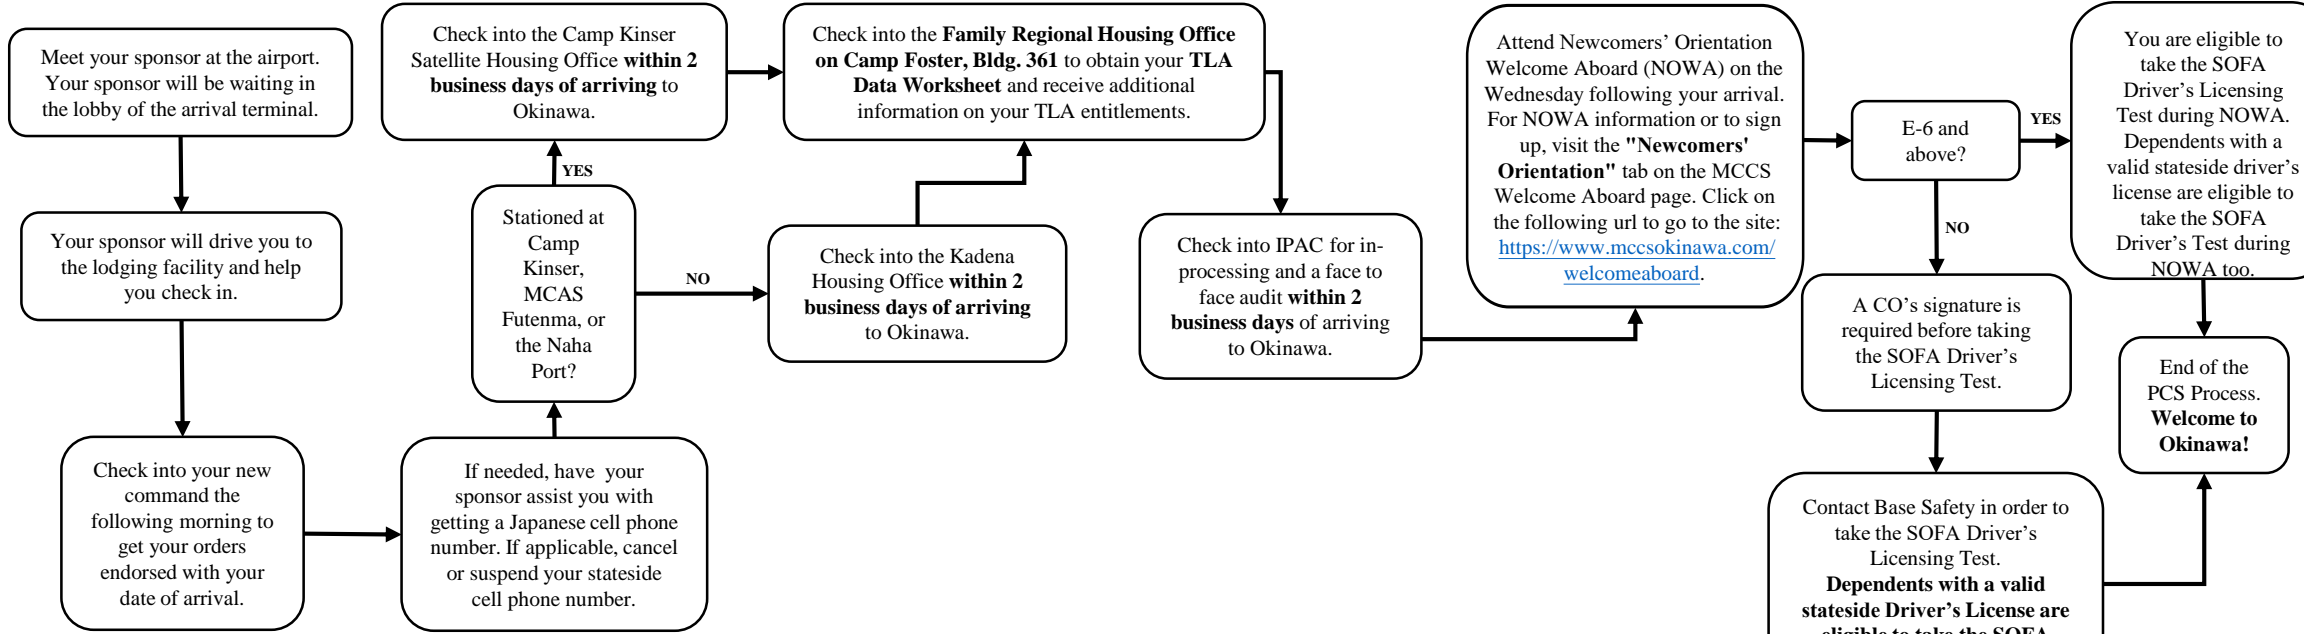 Meet your sponsor at the airport.
Your sponsor will be waiting in
the lobby of the arrival terminal.
Your sponsor will drive you to
the lodging facility and help
you check in.
Check into your new
command the
following morning to
get your orders
endorsed with your
date of arrival.
If needed, have your
sponsor assist you with
getting a Japanese cell phone
number. If applicable, cancel
or suspend your stateside
cell phone number.
Stationed at
Camp
Kinser,
MCAS
Futenma, or
the Naha
Port?
YES
Check into the Camp Kinser
Satellite Housing Office within 2
business days of arriving to
Okinawa.
NO
Check into the Kadena
Housing Office within 2
business days of arriving
to Okinawa.
Check into the Family Regional Housing Office
on Camp Foster, Bldg. 361 to obtain your TLA
Data Worksheet and receive additional
information on your TLA entitlements.
Check into IPAC for in-
processing and a face to
face audit within 2
business days of arriving
to Okinawa.
Attend Newcomers’ Orientation
Welcome Aboard (NOWA) on the
Wednesday following your arrival.
For NOWA information or to sign
up, visit the "Newcomers'
Orientation" tab on the MCCS
Welcome Aboard page. Click on
the following url to go to the site:
https://www.mccsokinawa.com/
welcomeaboard.
E-6 and
above?
YES
You are eligible to
take the SOFA
Driver’s Licensing
Test during NOWA.
Dependents with a
valid stateside driver’s
license are eligible to
take the SOFA
Driver’s Test during
NOWA too.
NO
A CO’s signature is
required before taking
the SOFA Driver’s
Licensing Test.
Contact Base Safety in order to
take the SOFA Driver’s
Licensing Test.
Dependents with a valid
stateside Driver’s License are
eligible to take the SOFA
End of the
PCS Process.
Welcome to
Okinawa!